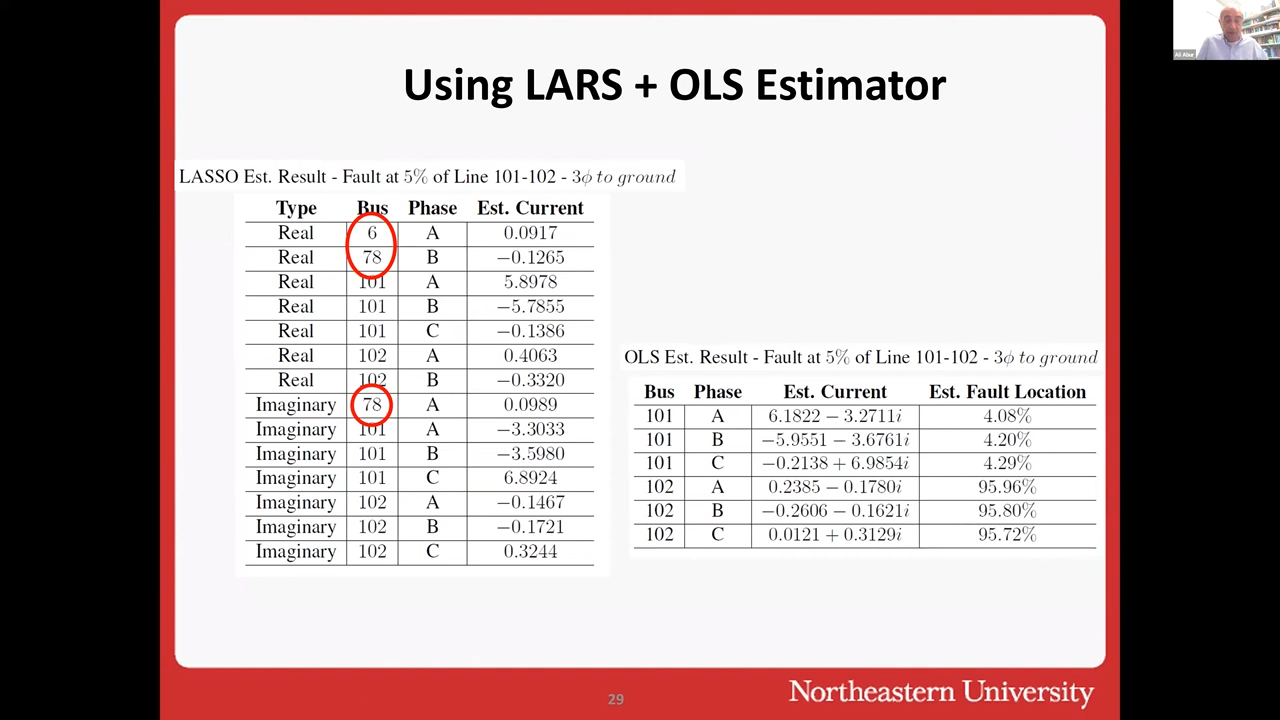 Ali Abur
Using LARS + OLS Estimator
LASSO Est. Result - Fault at 5% of Line 101-102 - 3ϕ to ground
Type Bus Phase Est. Current
Real 6 A 0.0917
Real 78 B −0.1265
Real 101 A 5.8978
Real 101 B −5.7855
Real 101 C −0.1386
Real 102 A 0.4063
Real 102 B −0.3320
Imaginary 78 A 0.0989
Imaginary 101 A −3.3033
Imaginary 101 B −3.5980
Imaginary 101 C 6.8924
Imaginary 102 A −0.1467
Imaginary 102 B −0.1721
Imaginary 102 C 0.3244
OLS Est. Result - Fault at 5% of Line 101-102 - 3ϕ to ground
Bus Phase Est. Current Est. Fault Location
101 A 6.1822 − 3.2711i 4.08%
101 B −5.9551 − 3.6761i 4.20%
101 C −0.2138 + 6.9854i 4.29%
102 A 0.2385 − 0.1780i 95.96%
102 B −0.2606 − 0.1621i 95.80%
102 C 0.0121 + 0.3129i 95.72%
29
Northeastern University